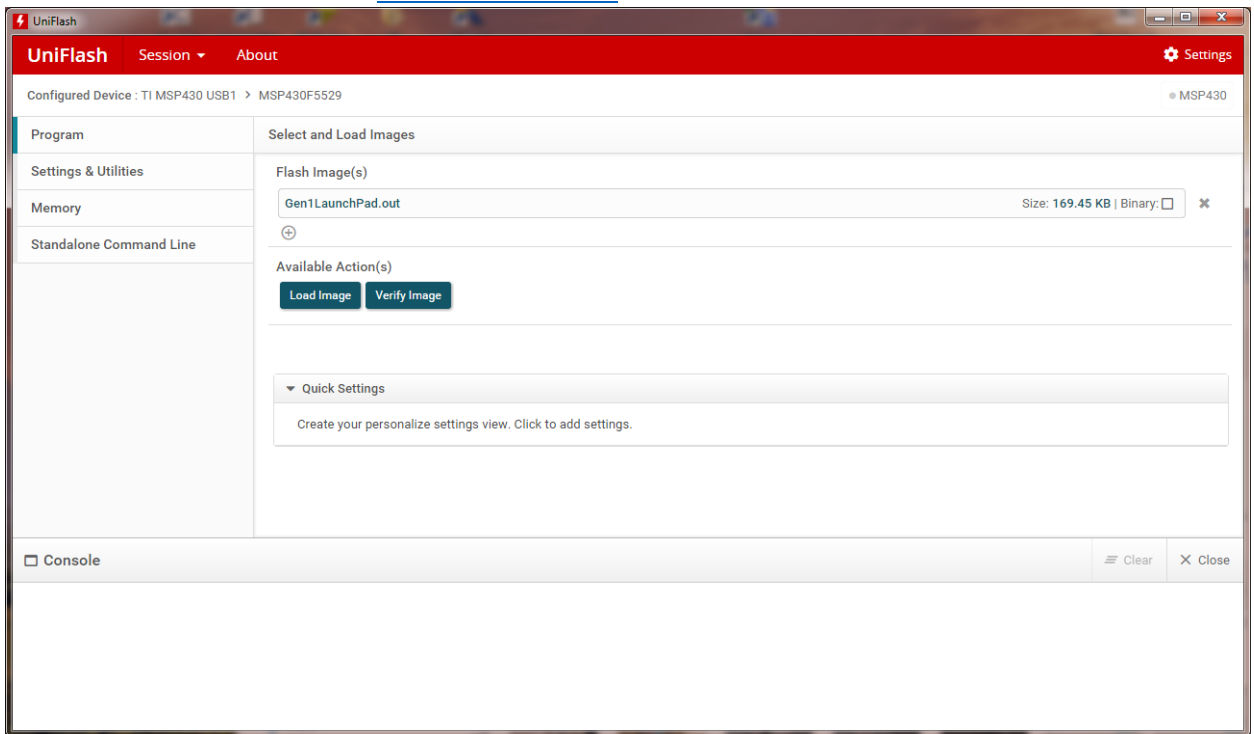 UniFlash
UniFlash Session About Settings
Configured Device : TI MSP430 USB1 > MSP430F5529 MSP430
Program
Settings & Utilities
Memory
Standalone Command Line
Select and Load Images
Flash Image(s)
Gen1LaunchPad.out Size: 169.45 KB | Binary:
Available Action(s)
Load Image Verify Image
Quick Settings
Create your personalize settings view. Click to add settings.
Console Clear Close